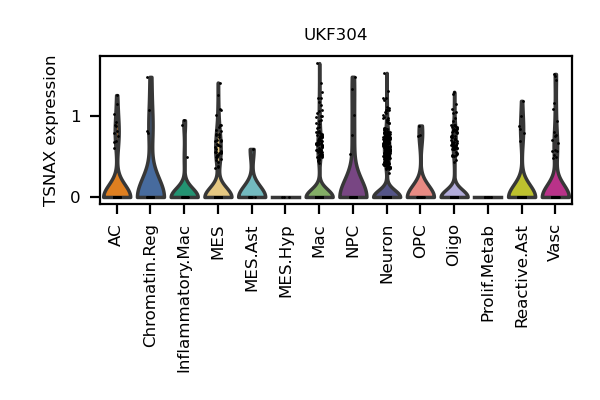 UKF304
TSNAX expression
1
0
AC
Chromatin.Reg
Inflammatory.Mac
MES
MES.Ast
MES.Hyp
Mac
NPC
Neuron
OPC
Oligo
Prolif.Metab
Reactive.Ast
Vasc